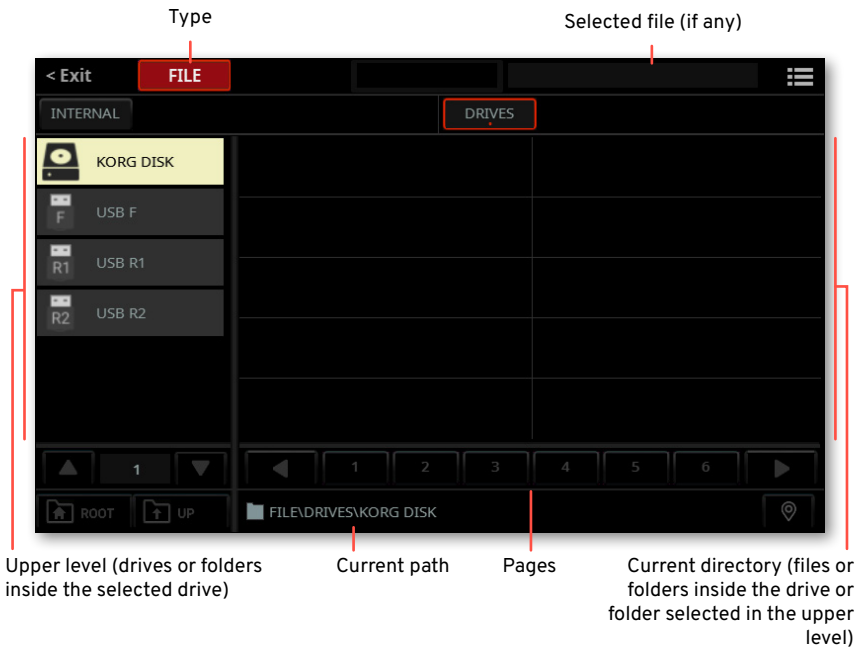 Type
Selected file (if any)
< Exit
FILE
INTERNAL
DRIVES
KORG DISK
F
USB F
R1
USB R1
R2
USB R2
1
1
2
3
4
5
6
ROOT
UP
FILE\DRIVES\KORG DISK
Upper level (drives or folders
inside the selected drive)
Current path
Pages
Current directory (files or
folders inside the drive or
folder selected in the upper
level)